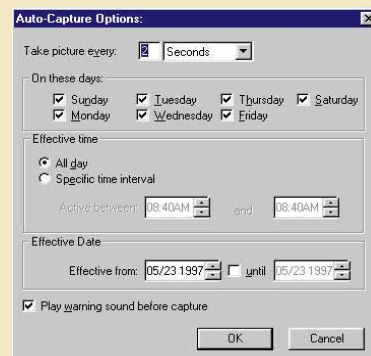 Auto-Capture Options:
Take picture every: 2 Seconds
On these days:
Sunday Tuesday Thursday Saturday
Monday Wednesday Friday
Effective time
All day
Specific time interval
Active between: 08:40AM and 08:40AM
Effective Date
Effective from: 05/23 1997 until 05/23 1997
Play warning sound before capture
OK Cancel